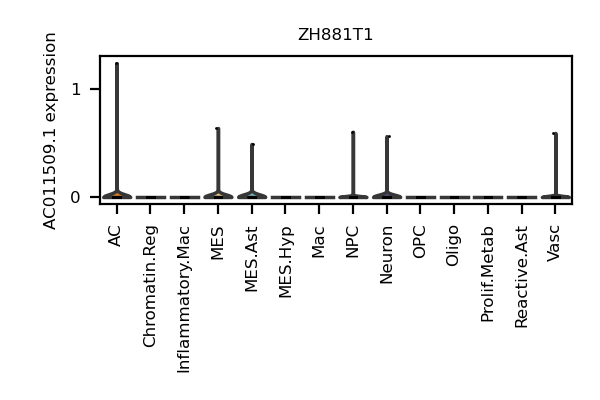 ZH881T1
AC011509.1 expression
1
0
AC
Chromatin.Reg
Inflammatory.Mac
MES
MES.Ast
MES.Hyp
Mac
NPC
Neuron
OPC
Oligo
Prolif.Metab
Reactive.Ast
Vasc